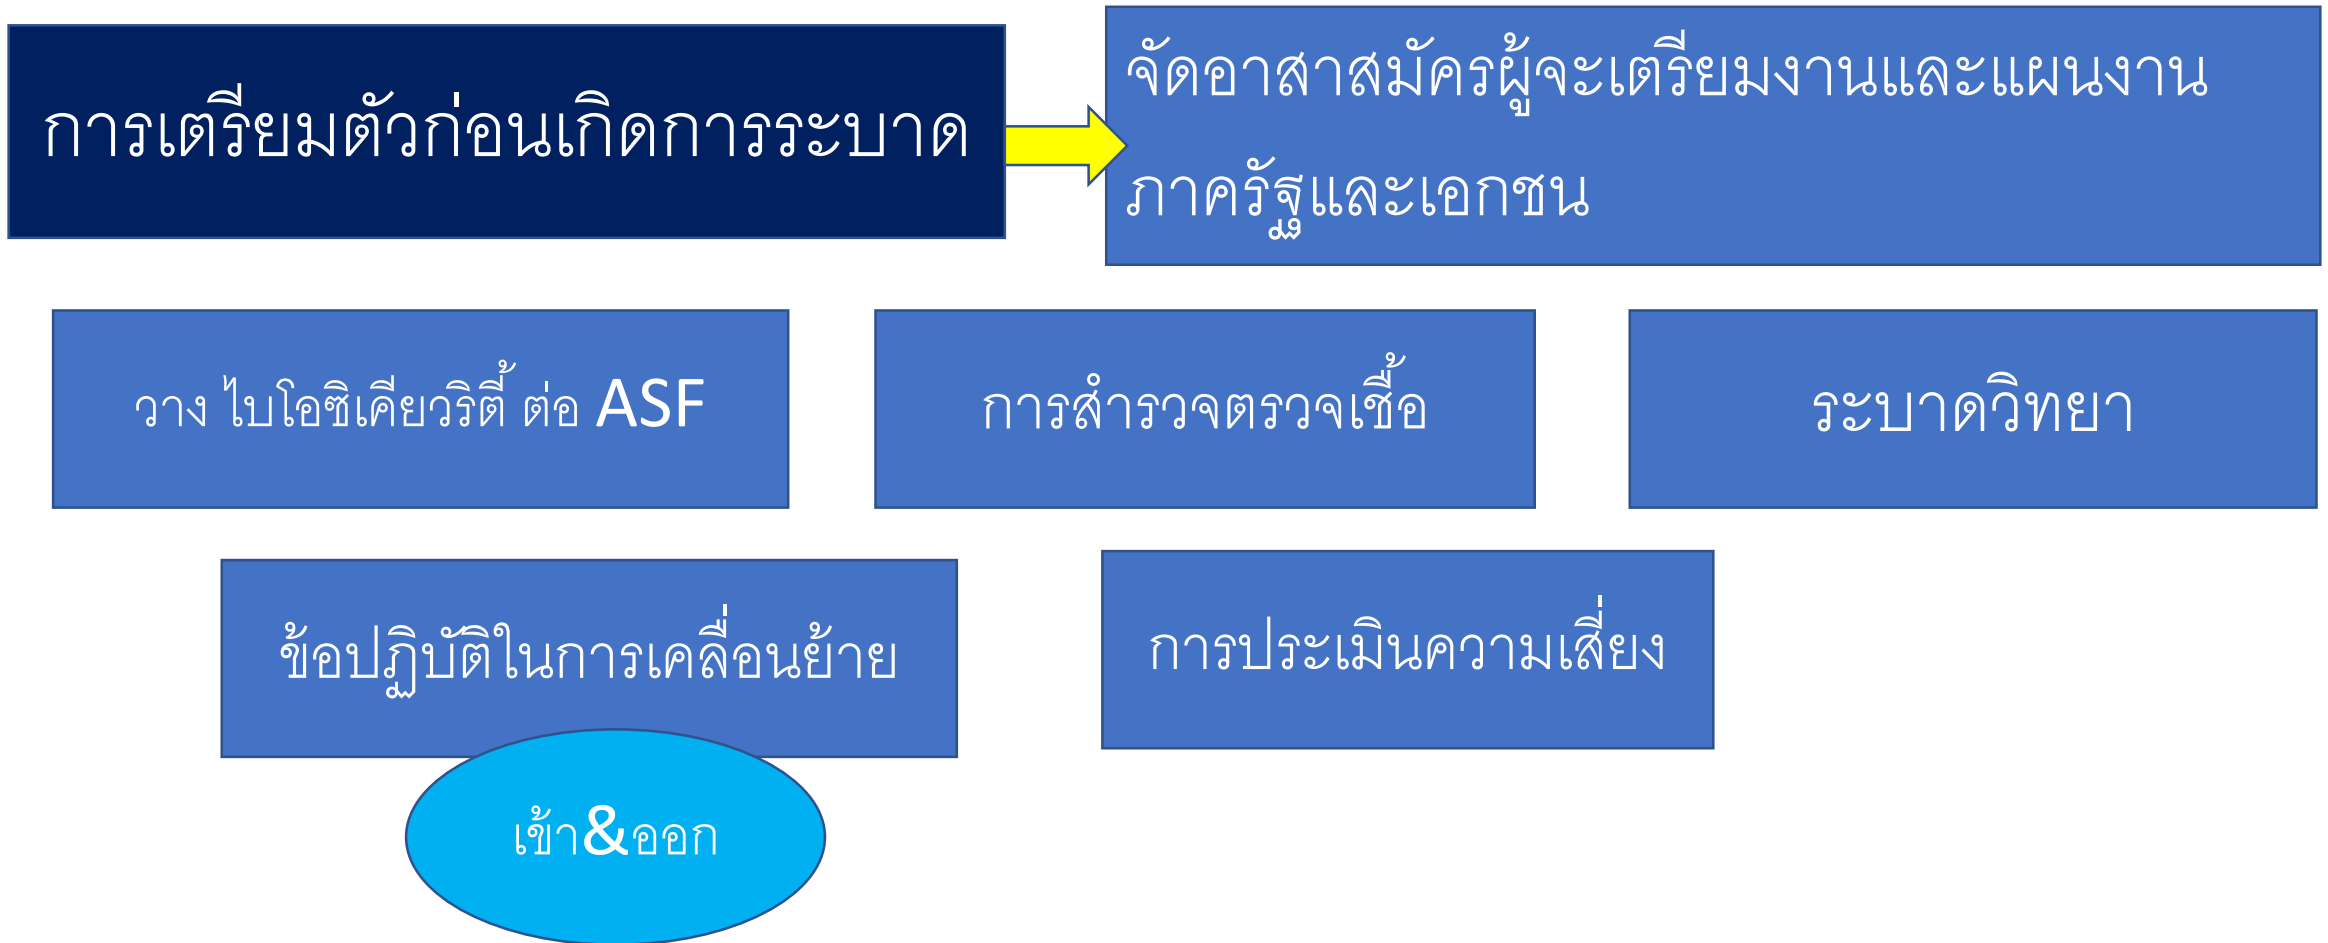 การเตรียมตัวก่อนเกิดการระบาด
จัดอาสาสมัครผู้จะเตรียมงานและแผนงาน
ภาครัฐและเอกชน
วาง ไบโอซิเคียวริตี้ ต่อ ASF
การสำรวจตรวจเชื้อ
ระบาดวิทยา
ข้อปฏิบัติในการเคลื่อนย้าย
การประเมินความเสี่ยง
เข้า&ออก